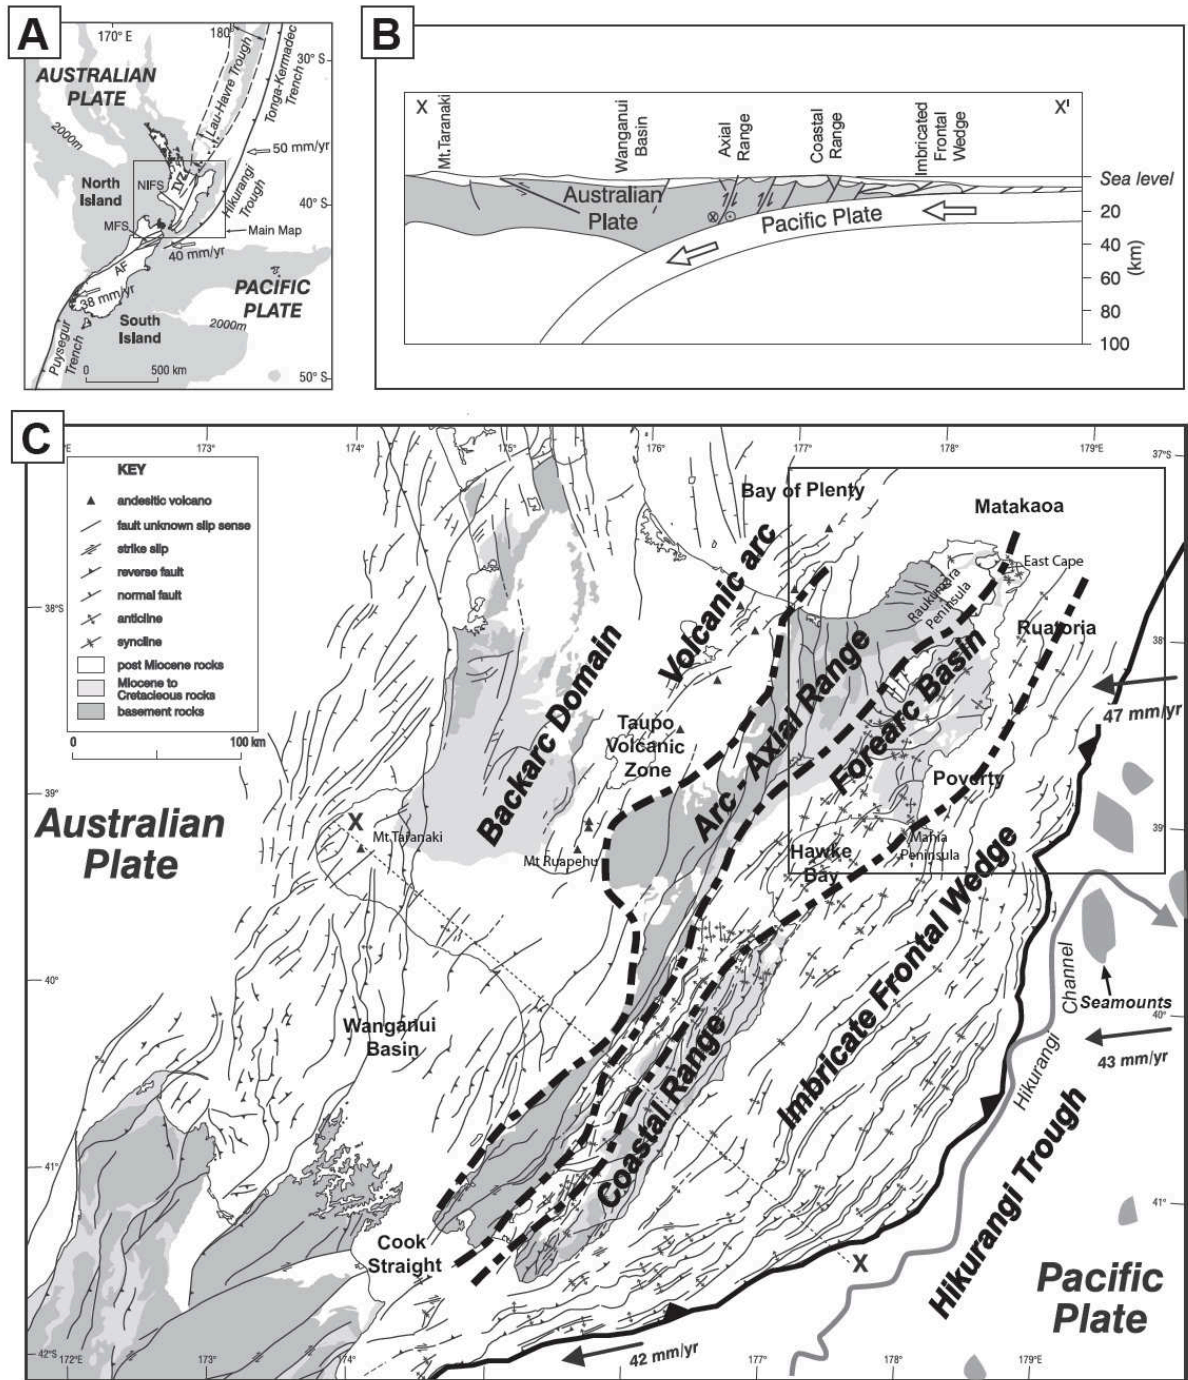 A
170° E
180°
30° S
AUSTRALIAN
PLATE
2000m
Lau-Havre Trough
Tonga-Kermadec
Trench
50 mm/yr
NIFS
TVZ
North
Island
Hikurangi
Trough
40° S
MFS
Main Map
40 mm/yr
AF
38 mm/yr
PACIFIC
PLATE
South
Island
2000m
Puysegur
Trench
0
500 km
50° S
B
X
X'
Mt.Taranaki
Wanganui
Basin
Axial
Range
Coastal
Range
Imbricated
Frontal
Wedge
Sea level
Australian
Plate
Pacific Plate
20
40
60
80
100
(km)
C
173°
174°
175°
176°
177°
178°
179°E
37°S
KEY
andesitic volcano
fault unknown slip sense
strike slip
reverse fault
normal fault
anticline
syncline
post Miocene rocks
Miocene to
Cretacleous rocks
basement rocks
0
100 km
Bay of Plenty
Matakaoa
East Cape
Raukumara
Peninsula
Ruatoria
38°S
38°
Volcanic arc
Backarc Domain
Arc - Axial Range
Forearc Basin
47 mm/yr
Taupo
Volcanic
Zone
Poverty
39°
39°
Australian
Plate
X
Mt Taranaki
Mt Ruapehu
Hawke
Bay
Mahia
Peninsula
Imbricate Frontal Wedge
40°
40°
Channel
Seamounts
43 mm/yr
Hikurangi
Wanganui
Basin
Coastal Range
Hikurangi Trough
41°
41°
Cook
Straight
X
Pacific
Plate
42 mm/yr
42°S
172°E
173°
174°
177°
178°
179°E